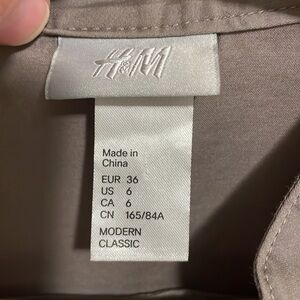 H&M
Made in
China
EUR 36
US 6
CA 6
CN 165/84A
MODERN
CLASSIC